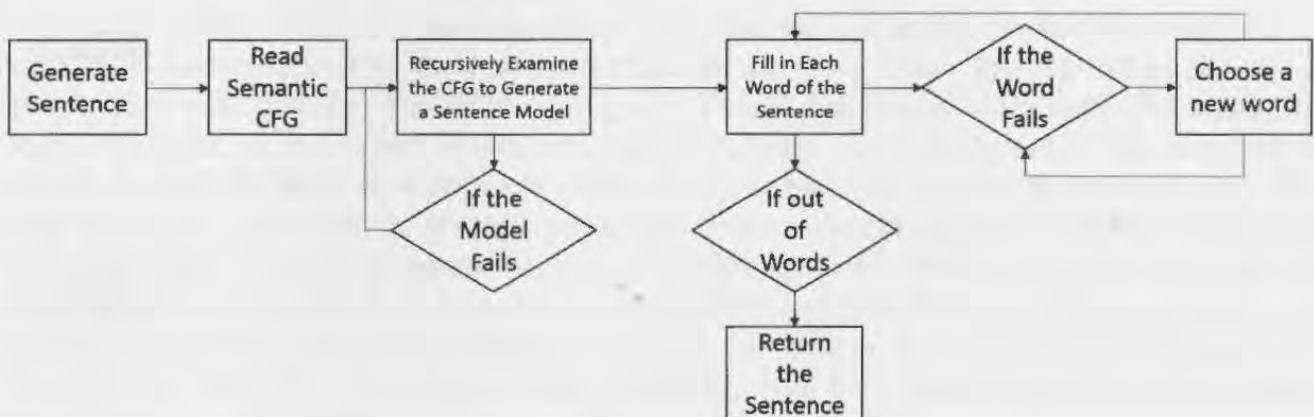 Generate
Sentence
Read
Semantic
CFG
Recursively Examine
the CFG to Generate
a Sentence Model
If the
Model
Fails
Fill in Each
Word of the
Sentence
If the
Word
Fails
Choose a
new word
If out
of
Words
Return
the
Sentence